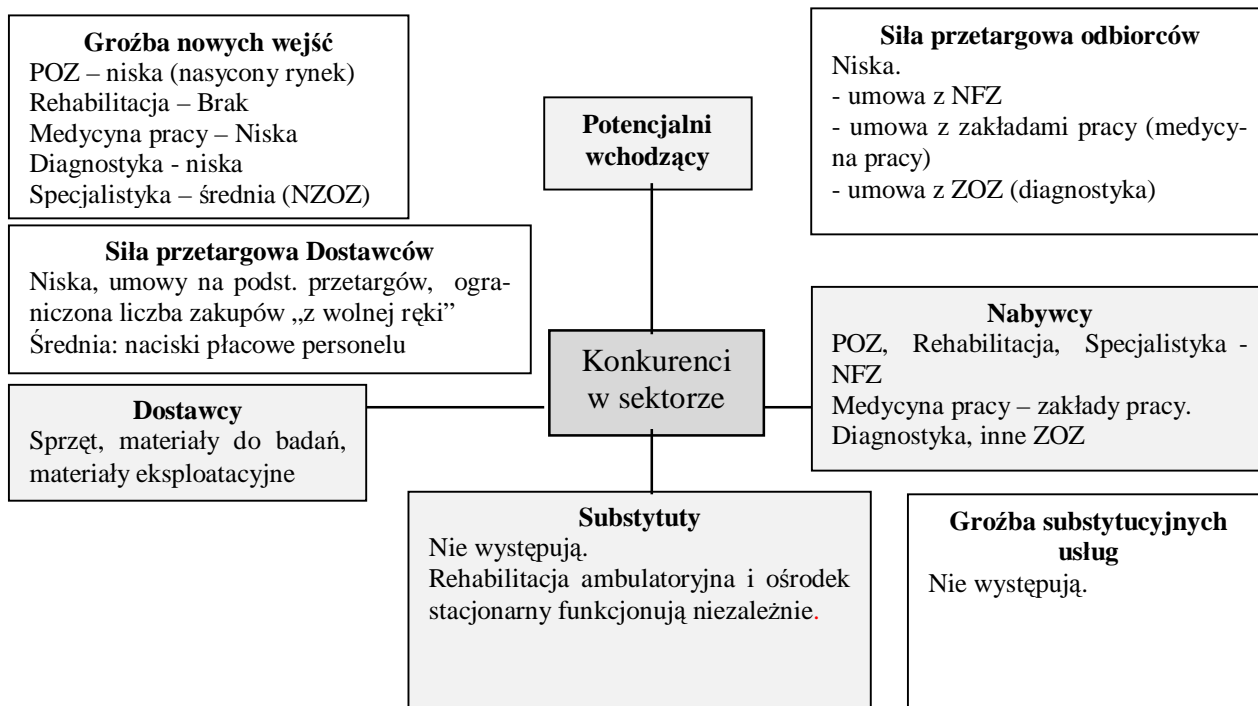 Groźba nowych wejść
POZ – niska (nasycony rynek)
Rehabilitacja – Brak
Medycyna pracy – Niska
Diagnostyka - niska
Specjalistyka – średnia (NZOZ)
Potencjalni
wchodzący
Siła przetargowa odbiorców
Niska.
- umowa z NFZ
- umowa z zakładami pracy (medycy-
na pracy)
- umowa z ZOZ (diagnostyka)
Siła przetargowa Dostawców
Niska, umowy na podst. przetargów, ogra-
niczona liczba zakupów „z wolnej ręki”
Średnia: naciski płacowe personelu
Konkurenci
w sektorze
Nabywcy
POZ, Rehabilitacja, Specjalistyka -
NFZ
Medycyna pracy – zakłady pracy.
Diagnostyka, inne ZOZ
Dostawcy
Sprzęt, materiały do badań,
materiały eksploatacyjne
Substytuty
Nie występują.
Rehabilitacja ambulatoryjna i ośrodek
stacjonarny funkcjonują niezależnie.
Groźba substytucyjnych
usług
Nie występują.